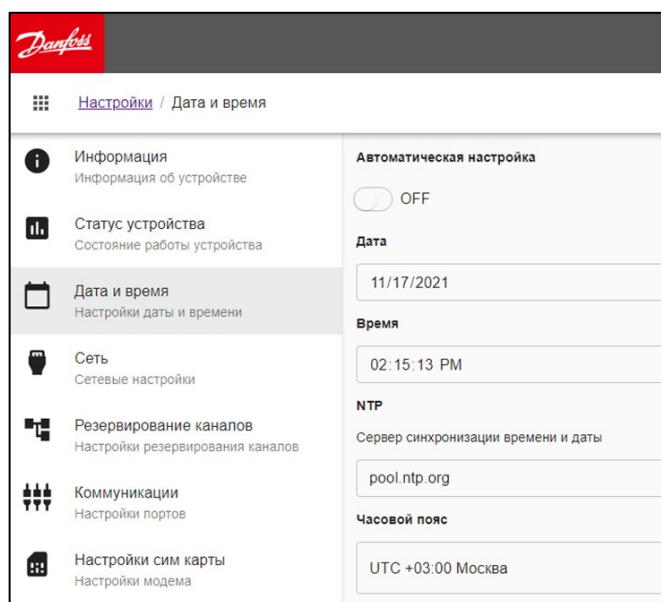 Danfoss
Настройки / Дата и время
Информация
Информация об устройстве
Статус устройства
Состояние работы устройства
Дата и время
Настройки даты и времени
Сеть
Сетевые настройки
Резервирование каналов
Настройки резервирования каналов
Коммуникации
Настройки портов
Настройки сим карты
Настройки модема
Автоматическая настройка
OFF
Дата
11/17/2021
Время
02:15:13 PM
NTP
Сервер синхронизации времени и даты
pool.ntp.org
Часовой пояс
UTC +03:00 Москва